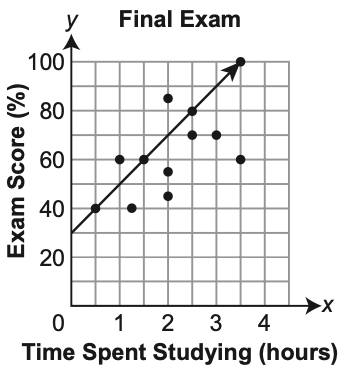 y
Final Exam
Exam Score (%)
100
80
60
40
20
0
1 2 3 4
x
Time Spent Studying (hours)